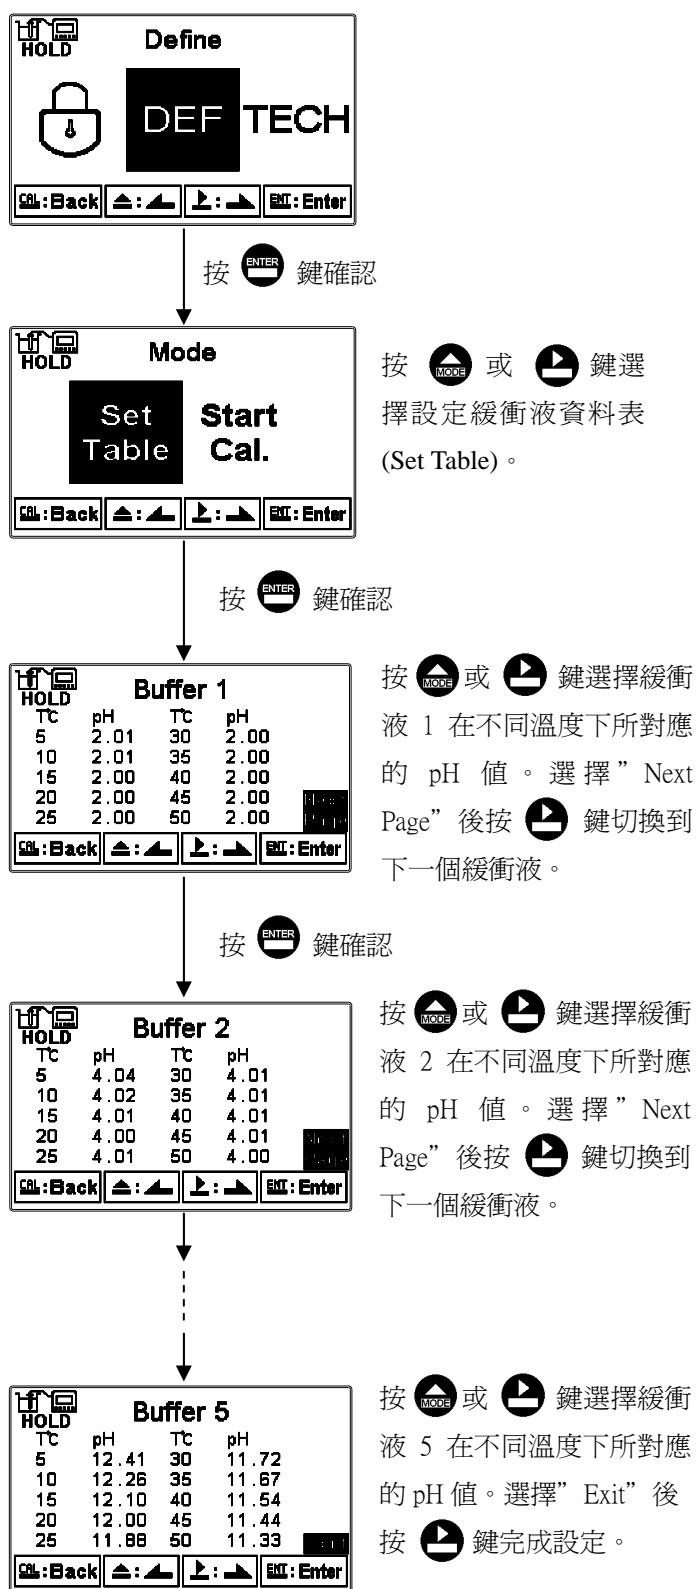 HOLD
Define
DEF TECH
CAL:Back
ENT:Enter
按 ENTER 鍵確認
HOLD
Mode
Set Start
Table Cal.
CAL:Back
ENT:Enter
按 MODE 或 鍵選
擇設定緩衝液資料表
(Set Table)。
按 ENTER 鍵確認
HOLD
Buffer 1
T℃ pH T℃ pH
5 2.01 30 2.00
10 2.01 35 2.00
15 2.00 40 2.00
20 2.00 45 2.00
25 2.00 50 2.00
CAL:Back
ENT:Enter
按 MODE 或 鍵選擇緩衝
液 1 在不同溫度下所對應
的 pH 值。選擇”Next
Page”後按 鍵切換到
下一個緩衝液。
按 ENTER 鍵確認
HOLD
Buffer 2
T℃ pH T℃ pH
5 4.04 30 4.01
10 4.02 35 4.01
15 4.01 40 4.01
20 4.00 45 4.01
25 4.01 50 4.00
CAL:Back
ENT:Enter
按 MODE 或 鍵選擇緩衝
液 2 在不同溫度下所對應
的 pH 值。選擇”Next
Page”後按 鍵切換到
下一個緩衝液。
HOLD
Buffer 5
T℃ pH T℃ pH
5 12.41 30 11.72
10 12.26 35 11.67
15 12.10 40 11.54
20 12.00 45 11.44
25 11.88 50 11.33
CAL:Back
ENT:Enter
按 MODE 或 鍵選擇緩衝
液 5 在不同溫度下所對應
的 pH 值。選擇”Exit”後
按 鍵完成設定。